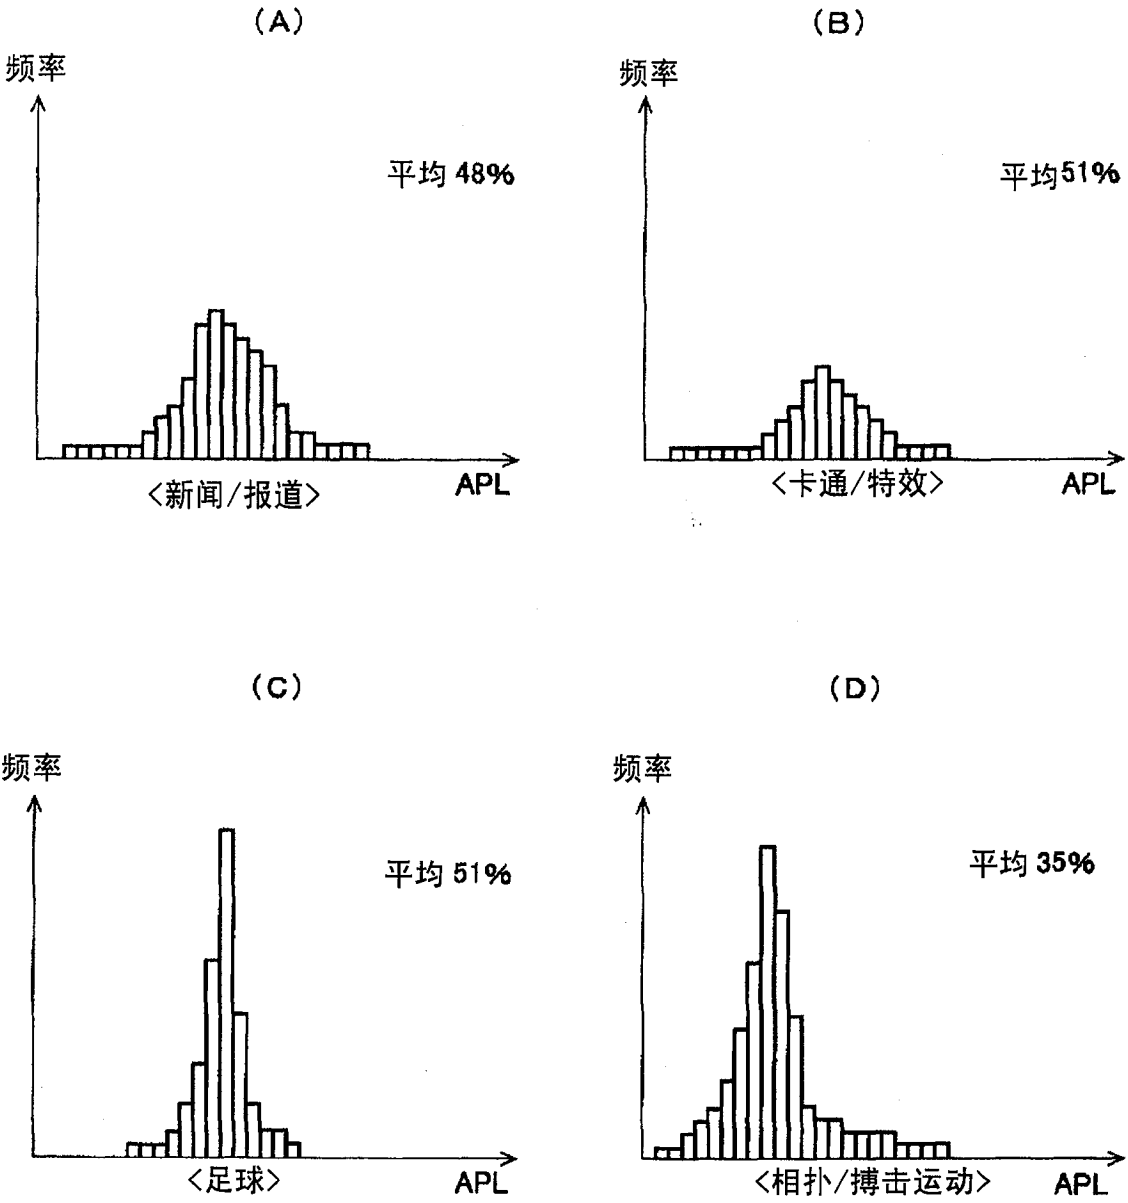 (A)
频率
平均 48%
APL
<新闻/报道>
(B)
频率
平均51%
APL
<卡通/特效>
(C)
频率
平均 51%
APL
<足球>
(D)
频率
平均 35%
APL
<相扑/搏击运动>